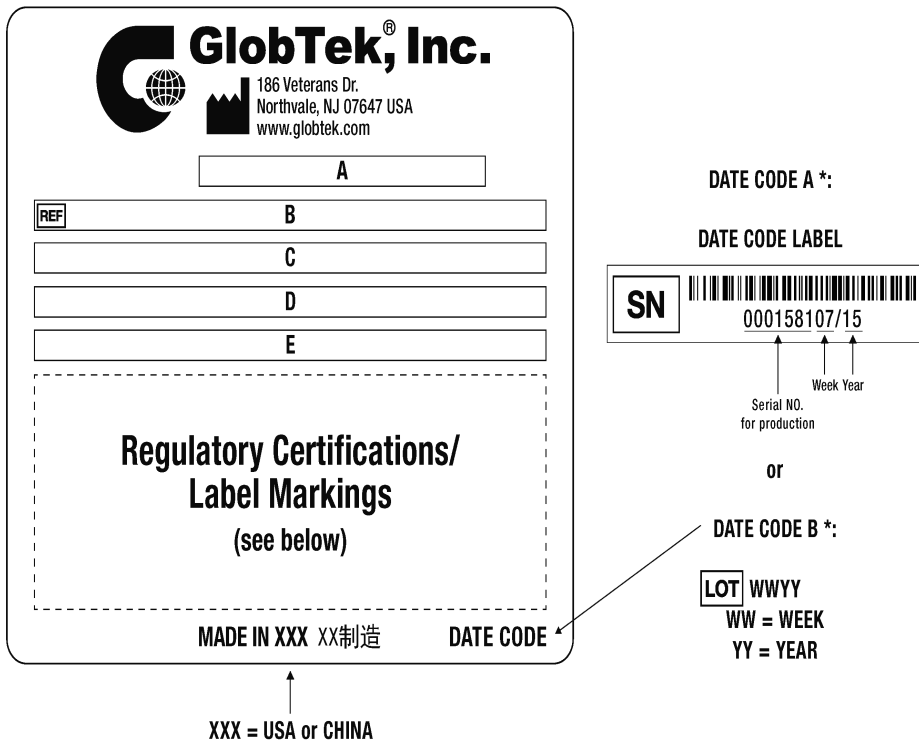 GlobTek®, Inc.
186 Veterans Dr.
Northvale, NJ 07647 USA
www.globtek.com
A
REF B
C
D
E
Regulatory Certifications/
Label Markings
(see below)
MADE IN XXX XX制造 DATE CODE
XXX = USA or CHINA
DATE CODE A *:
DATE CODE LABEL
SN
000158107/15
Week Year
Serial NO.
for production
or
DATE CODE B *:
LOT WWYY
WW = WEEK
YY = YEAR